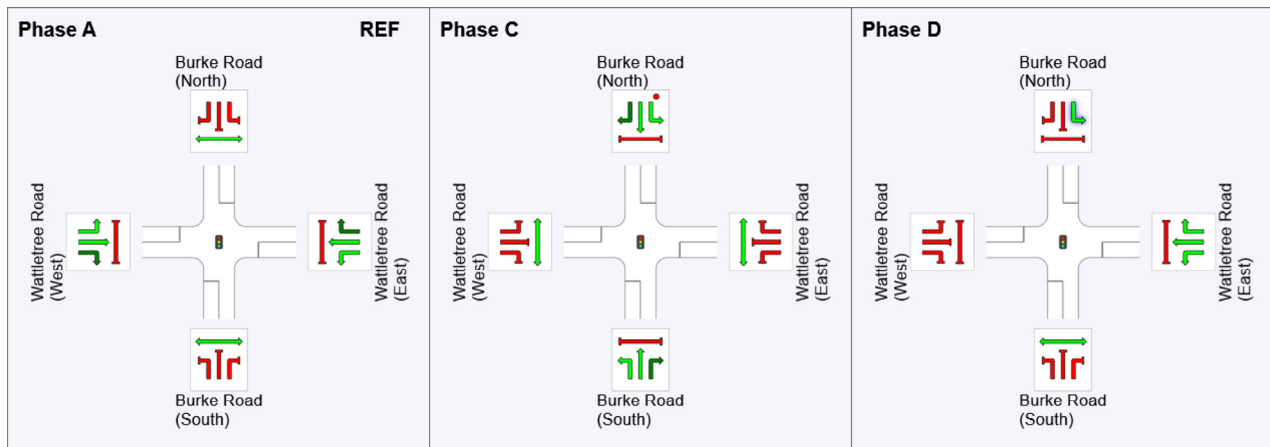 Phase A
REF
Burke Road
(North)
Wattletree Road
(West)
Wattletree Road
(East)
Burke Road
(South)
Phase C
Burke Road
(North)
Wattletree Road
(West)
Wattletree Road
(East)
Burke Road
(South)
Phase D
Burke Road
(North)
Wattletree Road
(West)
Wattletree Road
(East)
Burke Road
(South)